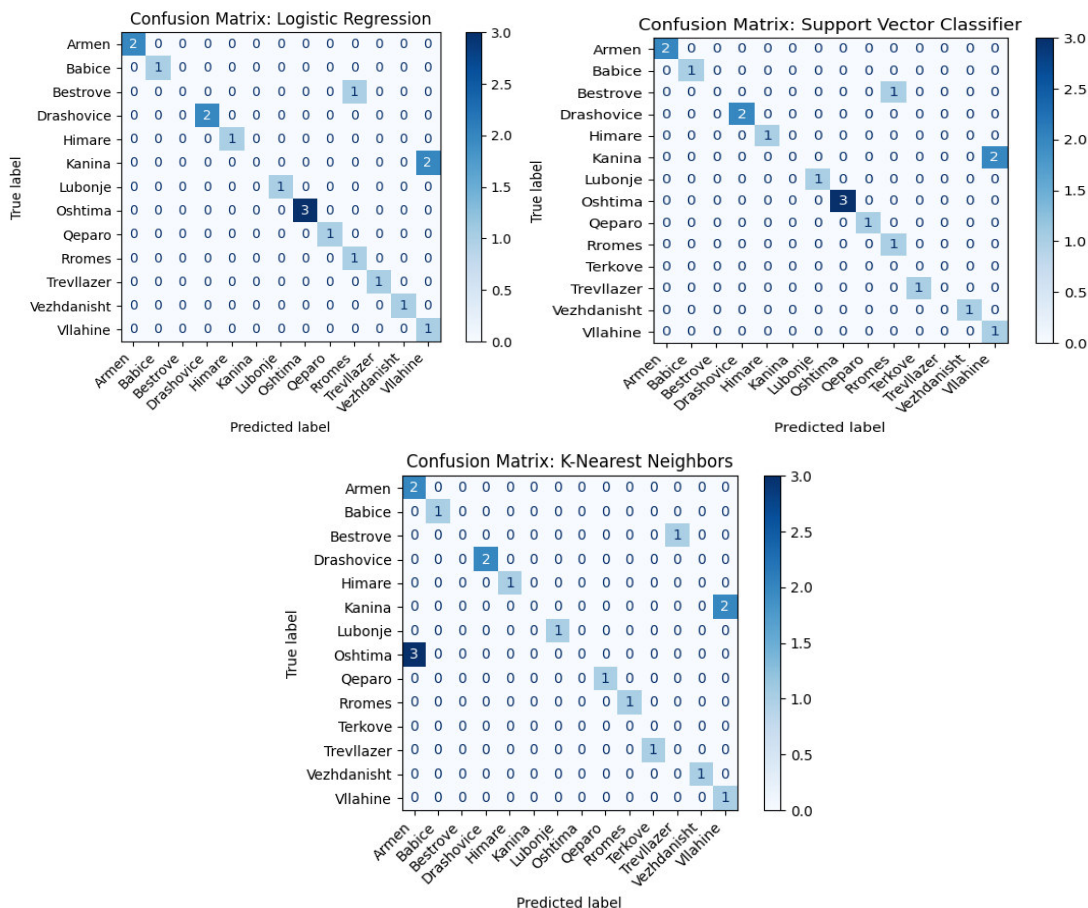 Confusion Matrix: Logistic Regression
Armen 2 0 0 0 0 0 0 0 0 0 0 0 0
Babice 0 1 0 0 0 0 0 0 0 0 0 0 0
Bestrove 0 0 0 0 0 0 0 0 0 1 0 0 0
Drashovice 0 0 0 2 0 0 0 0 0 0 0 0 0
Himare 0 0 0 0 1 0 0 0 0 0 0 0 0
Kanina 0 0 0 0 0 0 0 0 0 0 0 0 2
Lubonje 0 0 0 0 0 0 1 0 0 0 0 0 0
Oshtima 0 0 0 0 0 0 0 3 0 0 0 0 0
Qeparo 0 0 0 0 0 0 0 0 1 0 0 0 0
Rromes 0 0 0 0 0 0 0 0 0 1 0 0 0
Trevllazer 0 0 0 0 0 0 0 0 0 0 1 0 0
Vezhdanisht 0 0 0 0 0 0 0 0 0 0 0 1 0
Vllahine 0 0 0 0 0 0 0 0 0 0 0 0 1
True label
Armen
Babice
Bestrove
Drashovice
Himare
Kanina
Lubonje
Oshtima
Qeparo
Rromes
Trevllazer
Vezhdanisht
Vllahine
Predicted label
3.0
2.5
2.0
1.5
1.0
0.5
0.0
Confusion Matrix: Support Vector Classifier
Armen 2 0 0 0 0 0 0 0 0 0 0 0 0 0
Babice 0 1 0 0 0 0 0 0 0 0 0 0 0 0
Bestrove 0 0 0 0 0 0 0 0 0 1 0 0 0 0
Drashovice 0 0 0 2 0 0 0 0 0 0 0 0 0 0
Himare 0 0 0 0 1 0 0 0 0 0 0 0 0 0
Kanina 0 0 0 0 0 0 0 0 0 0 0 0 0 2
Lubonje 0 0 0 0 0 0 1 0 0 0 0 0 0 0
Oshtima 0 0 0 0 0 0 0 3 0 0 0 0 0 0
Qeparo 0 0 0 0 0 0 0 0 1 0 0 0 0 0
Rromes 0 0 0 0 0 0 0 0 0 1 0 0 0 0
Terkove 0 0 0 0 0 0 0 0 0 0 0 0 0 0
Trevllazer 0 0 0 0 0 0 0 0 0 0 1 0 0 0
Vezhdanisht 0 0 0 0 0 0 0 0 0 0 0 0 1 0
Vllahine 0 0 0 0 0 0 0 0 0 0 0 0 0 1
True label
Armen
Babice
Bestrove
Drashovice
Himare
Kanina
Lubonje
Oshtima
Qeparo
Rromes
Terkove
Trevllazer
Vezhdanisht
Vllahine
Predicted label
3.0
2.5
2.0
1.5
1.0
0.5
0.0
Confusion Matrix: K-Nearest Neighbors
Armen 2 0 0 0 0 0 0 0 0 0 0 0 0 0
Babice 0 1 0 0 0 0 0 0 0 0 0 0 0 0
Bestrove 0 0 0 0 0 0 0 0 0 0 0 1 0 0
Drashovice 0 0 0 2 0 0 0 0 0 0 0 0 0 0
Himare 0 0 0 0 1 0 0 0 0 0 0 0 0 0
Kanina 0 0 0 0 0 0 0 0 0 0 0 0 0 2
Lubonje 0 0 0 0 0 0 1 0 0 0 0 0 0 0
Oshtima 3 0 0 0 0 0 0 0 0 0 0 0 0 0
Qeparo 0 0 0 0 0 0 0 0 1 0 0 0 0 0
Rromes 0 0 0 0 0 0 0 0 0 1 0 0 0 0
Terkove 0 0 0 0 0 0 0 0 0 0 0 0 0 0
Trevllazer 0 0 0 0 0 0 0 0 0 0 1 0 0 0
Vezhdanisht 0 0 0 0 0 0 0 0 0 0 0 0 1 0
Vllahine 0 0 0 0 0 0 0 0 0 0 0 0 0 1
True label
Armen
Babice
Bestrove
Drashovice
Himare
Kanina
Lubonje
Oshtima
Qeparo
Rromes
Terkove
Trevllazer
Vezhdanisht
Vllahine
Predicted label
3.0
2.5
2.0
1.5
1.0
0.5
0.0